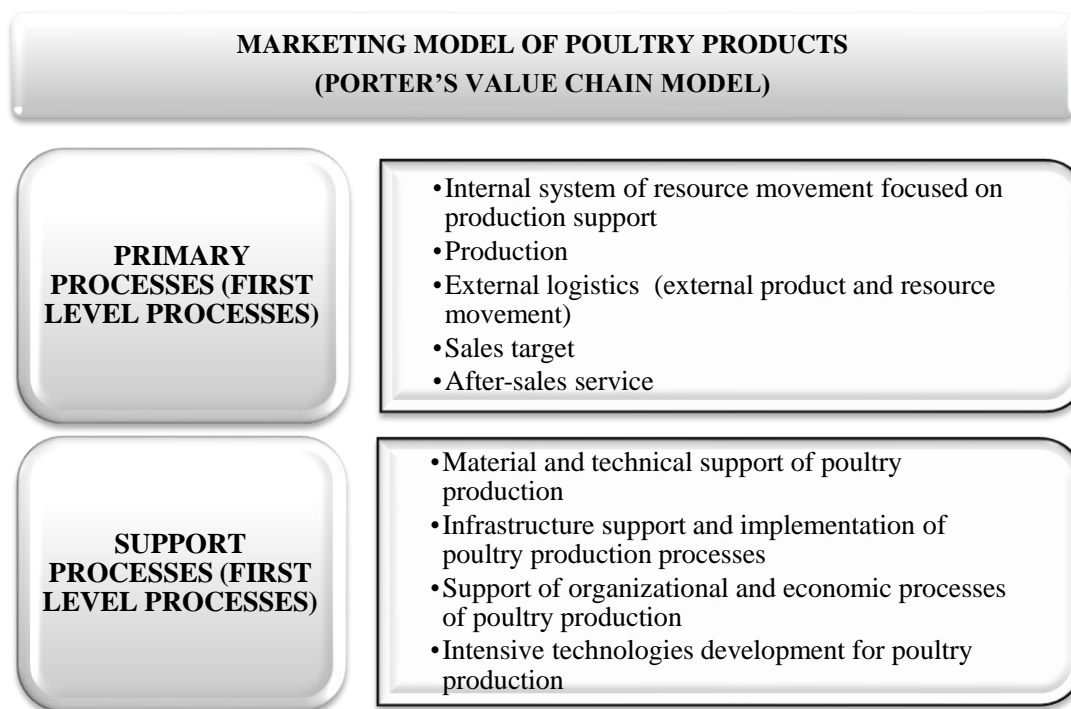 MARKETING MODEL OF POULTRY PRODUCTS
(PORTER’S VALUE CHAIN MODEL)
PRIMARY
PROCESSES (FIRST
LEVEL PROCESSES)
•Internal system of resource movement focused on
production support
•Production
•External logistics (external product and resource
movement)
•Sales target
•After-sales service
SUPPORT
PROCESSES (FIRST
LEVEL PROCESSES)
•Material and technical support of poultry
production
•Infrastructure support and implementation of
poultry production processes
•Support of organizational and economic processes
of poultry production
•Intensive technologies development for poultry
production